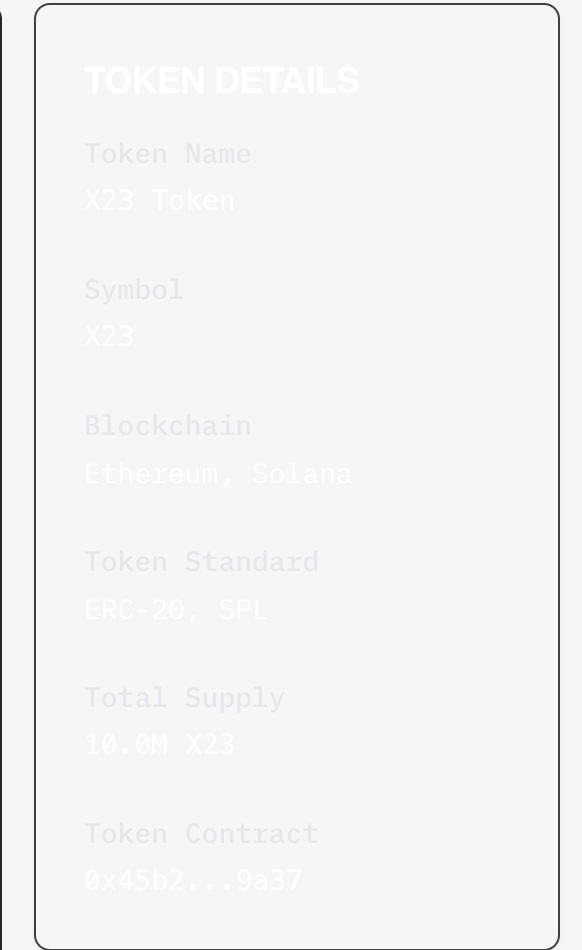 TOKEN DETAILS
Token Name
X23 Token
Symbol
X23
Blockchain
Ethereum, Solana
Token Standard
ERC-20, SPL
Total Supply
10.0M X23
Token Contract
0x45b2...9a37